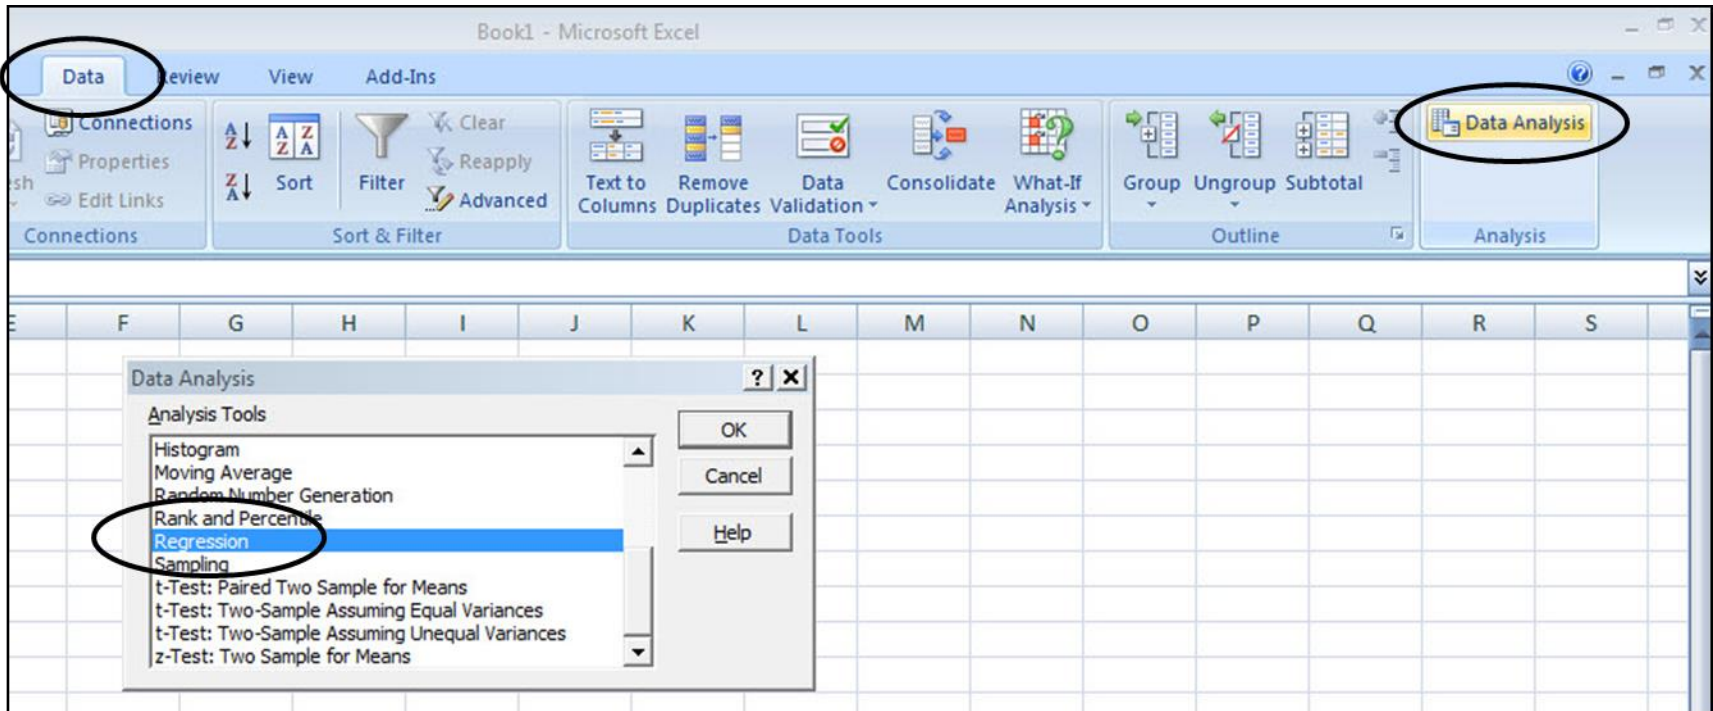 Book1 - Microsoft Excel
Data Review View Add-Ins
Connections
Properties
Edit Links
Connections
Sort
Filter
Clear
Reapply
Advanced
Sort & Filter
Text to
Columns
Remove
Duplicates
Data
Validation
Consolidate
What-If
Analysis
Data Tools
Group
Ungroup
Subtotal
Outline
Data Analysis
Analysis
F G H I J K L M N O P Q R S
Data Analysis
Analysis Tools
Histogram
Moving Average
Random Number Generation
Rank and Percentile
Regression
Sampling
t-Test: Paired Two Sample for Means
t-Test: Two-Sample Assuming Equal Variances
t-Test: Two-Sample Assuming Unequal Variances
z-Test: Two Sample for Means
OK
Cancel
Help